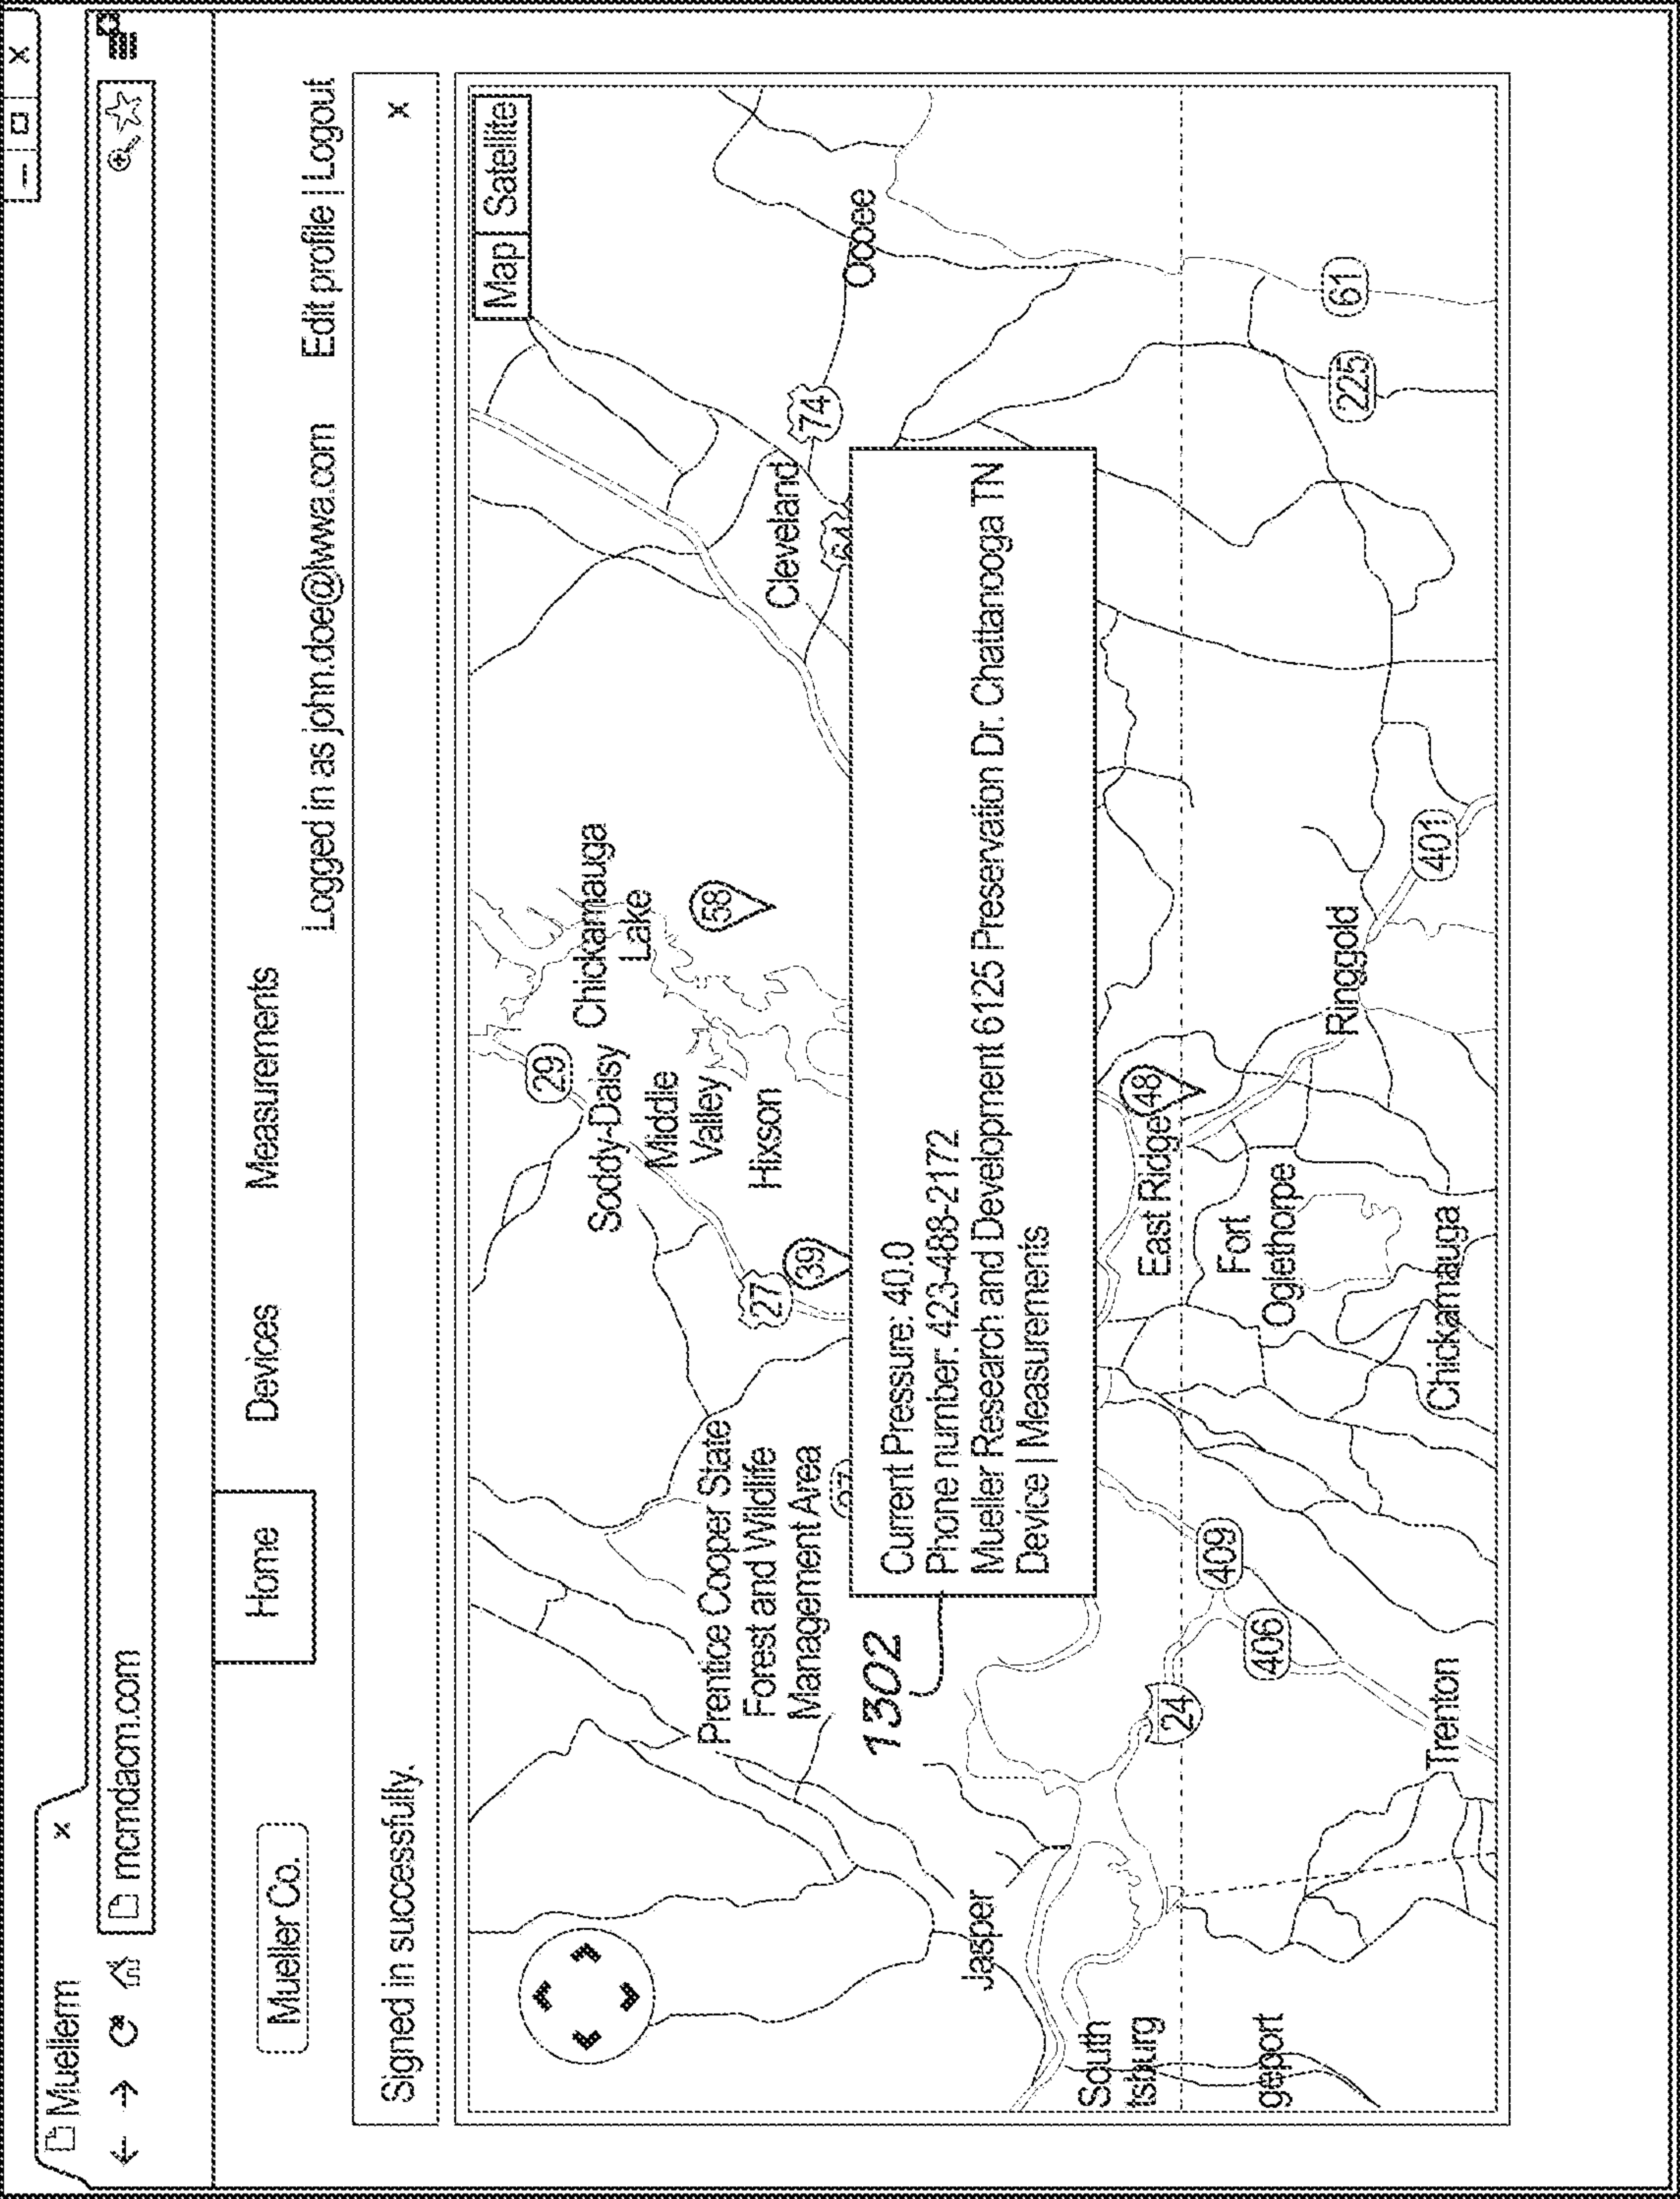 Muellerm x
mcmdacm.com
Mueller Co.
Home
Devices
Measurements
Logged in as john.doe@lwwa.com
Edit profile | Logout
Signed in successfully.
x
Map | Satellite
29
Soddy-Daisy
Chickamauga
Lake
Middle
Valley
58
Hixson
Prentice Cooper State
Forest and Wildlife
Management Area
27
39
Cleveland
74
64
Ocoee
1302
Current Pressure: 40.0
Phone number: 423-488-2172
Mueller Research and Development 6125 Preservation Dr. Chattanooga TN
Device | Measurements
Jasper
South
tsburg
geport
24
409
406
Trenton
East Ridge
48
Fort
Oglethorpe
Chickamauga
Ringgold
401
225
61